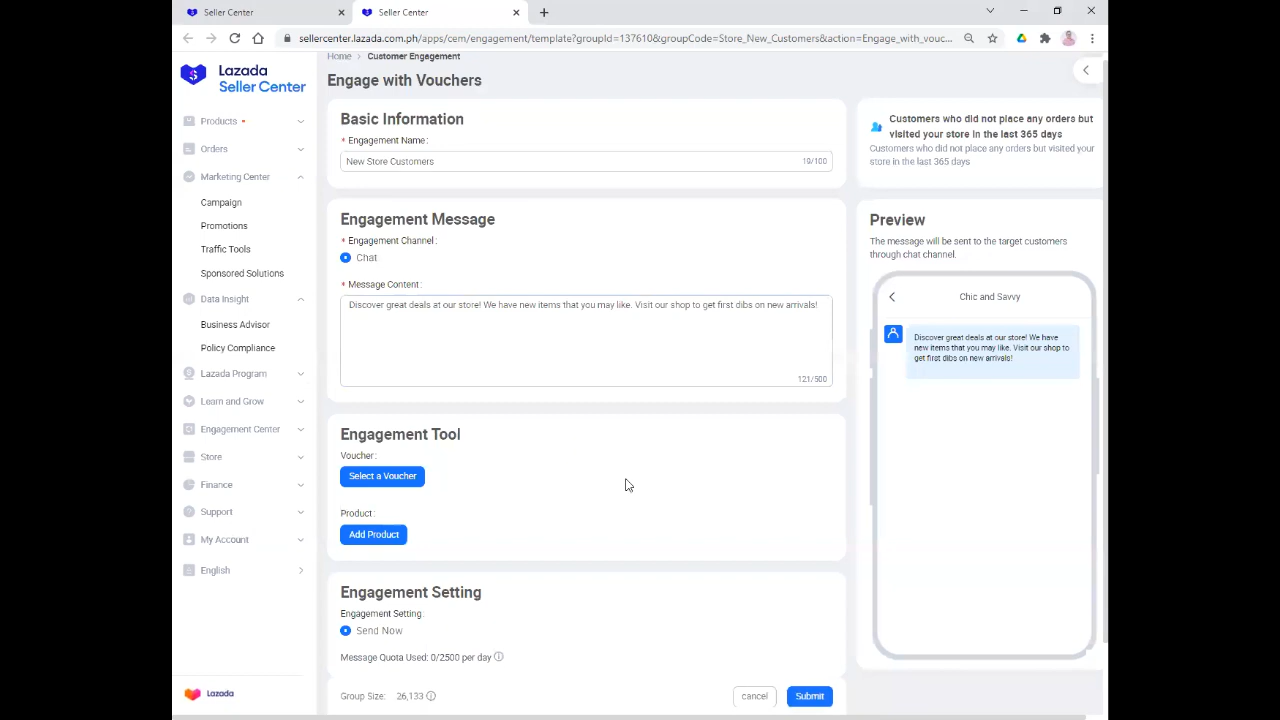 Seller Center
Seller Center
sellercenter.lazada.com.ph/apps/cem/engagement/template?groupId=137610&groupCode=Store_New_Customers&action=Engage_with_vouc...
Lazada
Seller Center
Products
Orders
Marketing Center
Campaign
Promotions
Traffic Tools
Sponsored Solutions
Data Insight
Business Advisor
Policy Compliance
Lazada Program
Learn and Grow
Engagement Center
Store
Finance
Support
My Account
English
Lazada
Home > Customer Engagement
Engage with Vouchers
Basic Information
* Engagement Name :
New Store Customers 19/100
Engagement Message
* Engagement Channel :
Chat
* Message Content :
Discover great deals at our store! We have new items that you may like. Visit our shop to get first dibs on new arrivals!
121/500
Engagement Tool
Voucher :
Select a Voucher
Product :
Add Product
Engagement Setting
Engagement Setting:
Send Now
Message Quota Used: 0/2500 per day
Group Size: 26,133
cancel Submit
Customers who did not place any orders but
visited your store in the last 365 days
Customers who did not place any orders but visited your
store in the last 365 days
Preview
The message will be sent to the target customers
through chat channel.
Chic and Savvy
Discover great deals at our store! We have
new items that you may like. Visit our shop to
get first dibs on new arrivals!